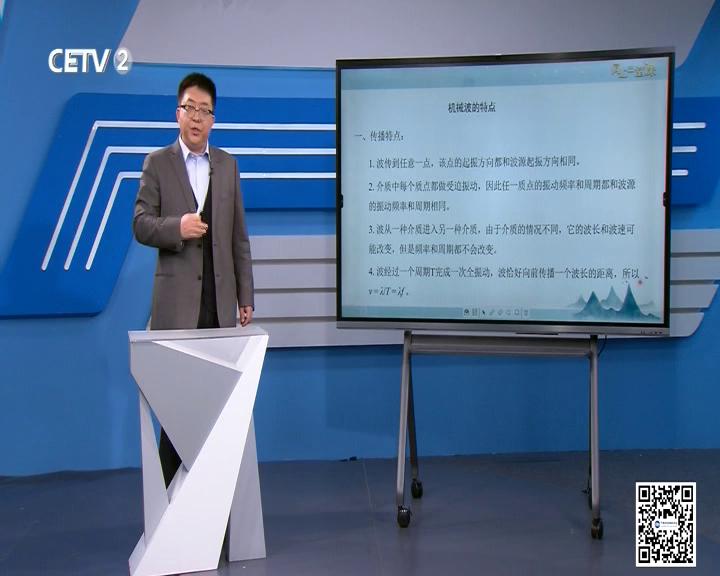 CETV 2
机械波的特点
一、传播特点：
1. 波传到任意一点，该点的起振方向都和波源起振方向相同。
2. 介质中每个质点都做受迫振动，因此任一质点的振动频率和周期都和波源
的振动频率和周期相同。
3. 波从一种介质进入另一种介质，由于介质的情况不同，它的波长和波速可
能改变，但是频率和周期都不会改变。
4. 波经过一个周期T完成一次全振动，波恰好向前传播一个波长的距离，所以
v＝λ/T＝λf 。